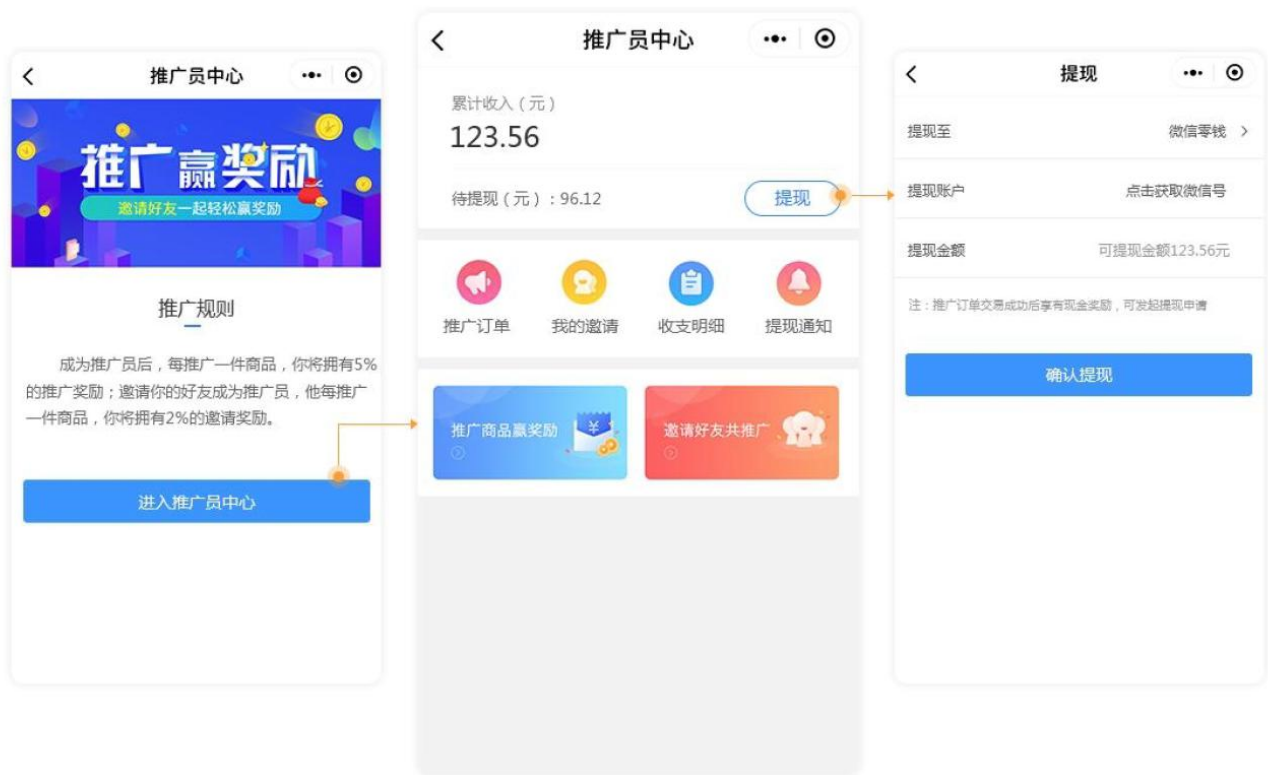 推广员中心
推广赢奖励
邀请好友一起轻松赢奖励
推广规则
成为推广员后，每推广一件商品，你将拥有5%
的推广奖励；邀请你的好友成为推广员，他每推广
一件商品，你将拥有2%的邀请奖励。
进入推广员中心
推广员中心
累计收入（元）
123.56
待提现（元）：96.12
提现
推广订单
我的邀请
收支明细
提现通知
推广商品赢奖励
¥
邀请好友共推广
提现
提现至
微信零钱
提现账户
点击获取微信号
提现金额
可提现金额123.56元
注：推广订单交易成功后享有现金奖励，可发起提现申请
确认提现